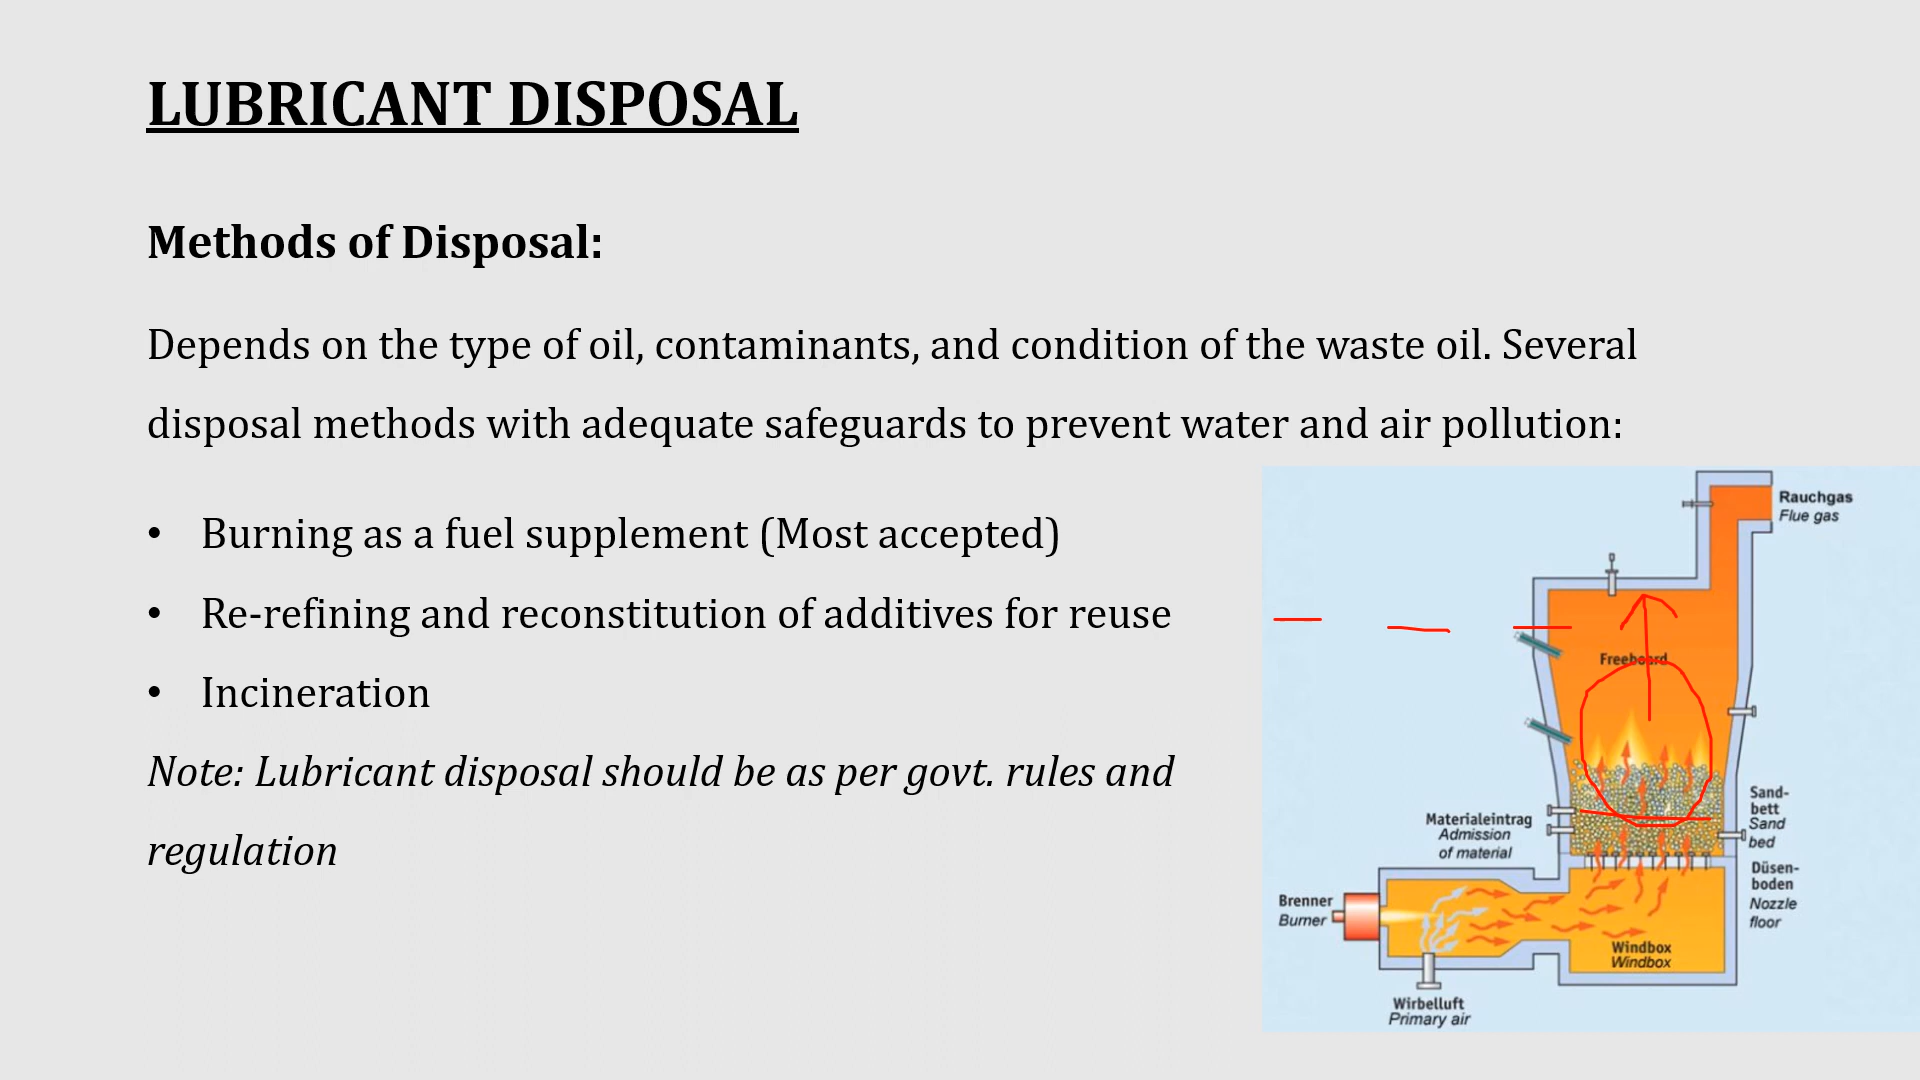 LUBRICANT DISPOSAL
Methods of Disposal:
Depends on the type of oil, contaminants, and condition of the waste oil. Several
disposal methods with adequate safeguards to prevent water and air pollution:
• Burning as a fuel supplement (Most accepted)
• Re-refining and reconstitution of additives for reuse
• Incineration
Note: Lubricant disposal should be as per govt. rules and
regulation
Rauchgas
Flue gas
Freeboard
Sand-
bett
Sand
bed
Materialeintrag
Admission
of material
Düsen-
boden
Nozzle
floor
Brenner
Burner
Windbox
Windbox
Wirbelluft
Primary air